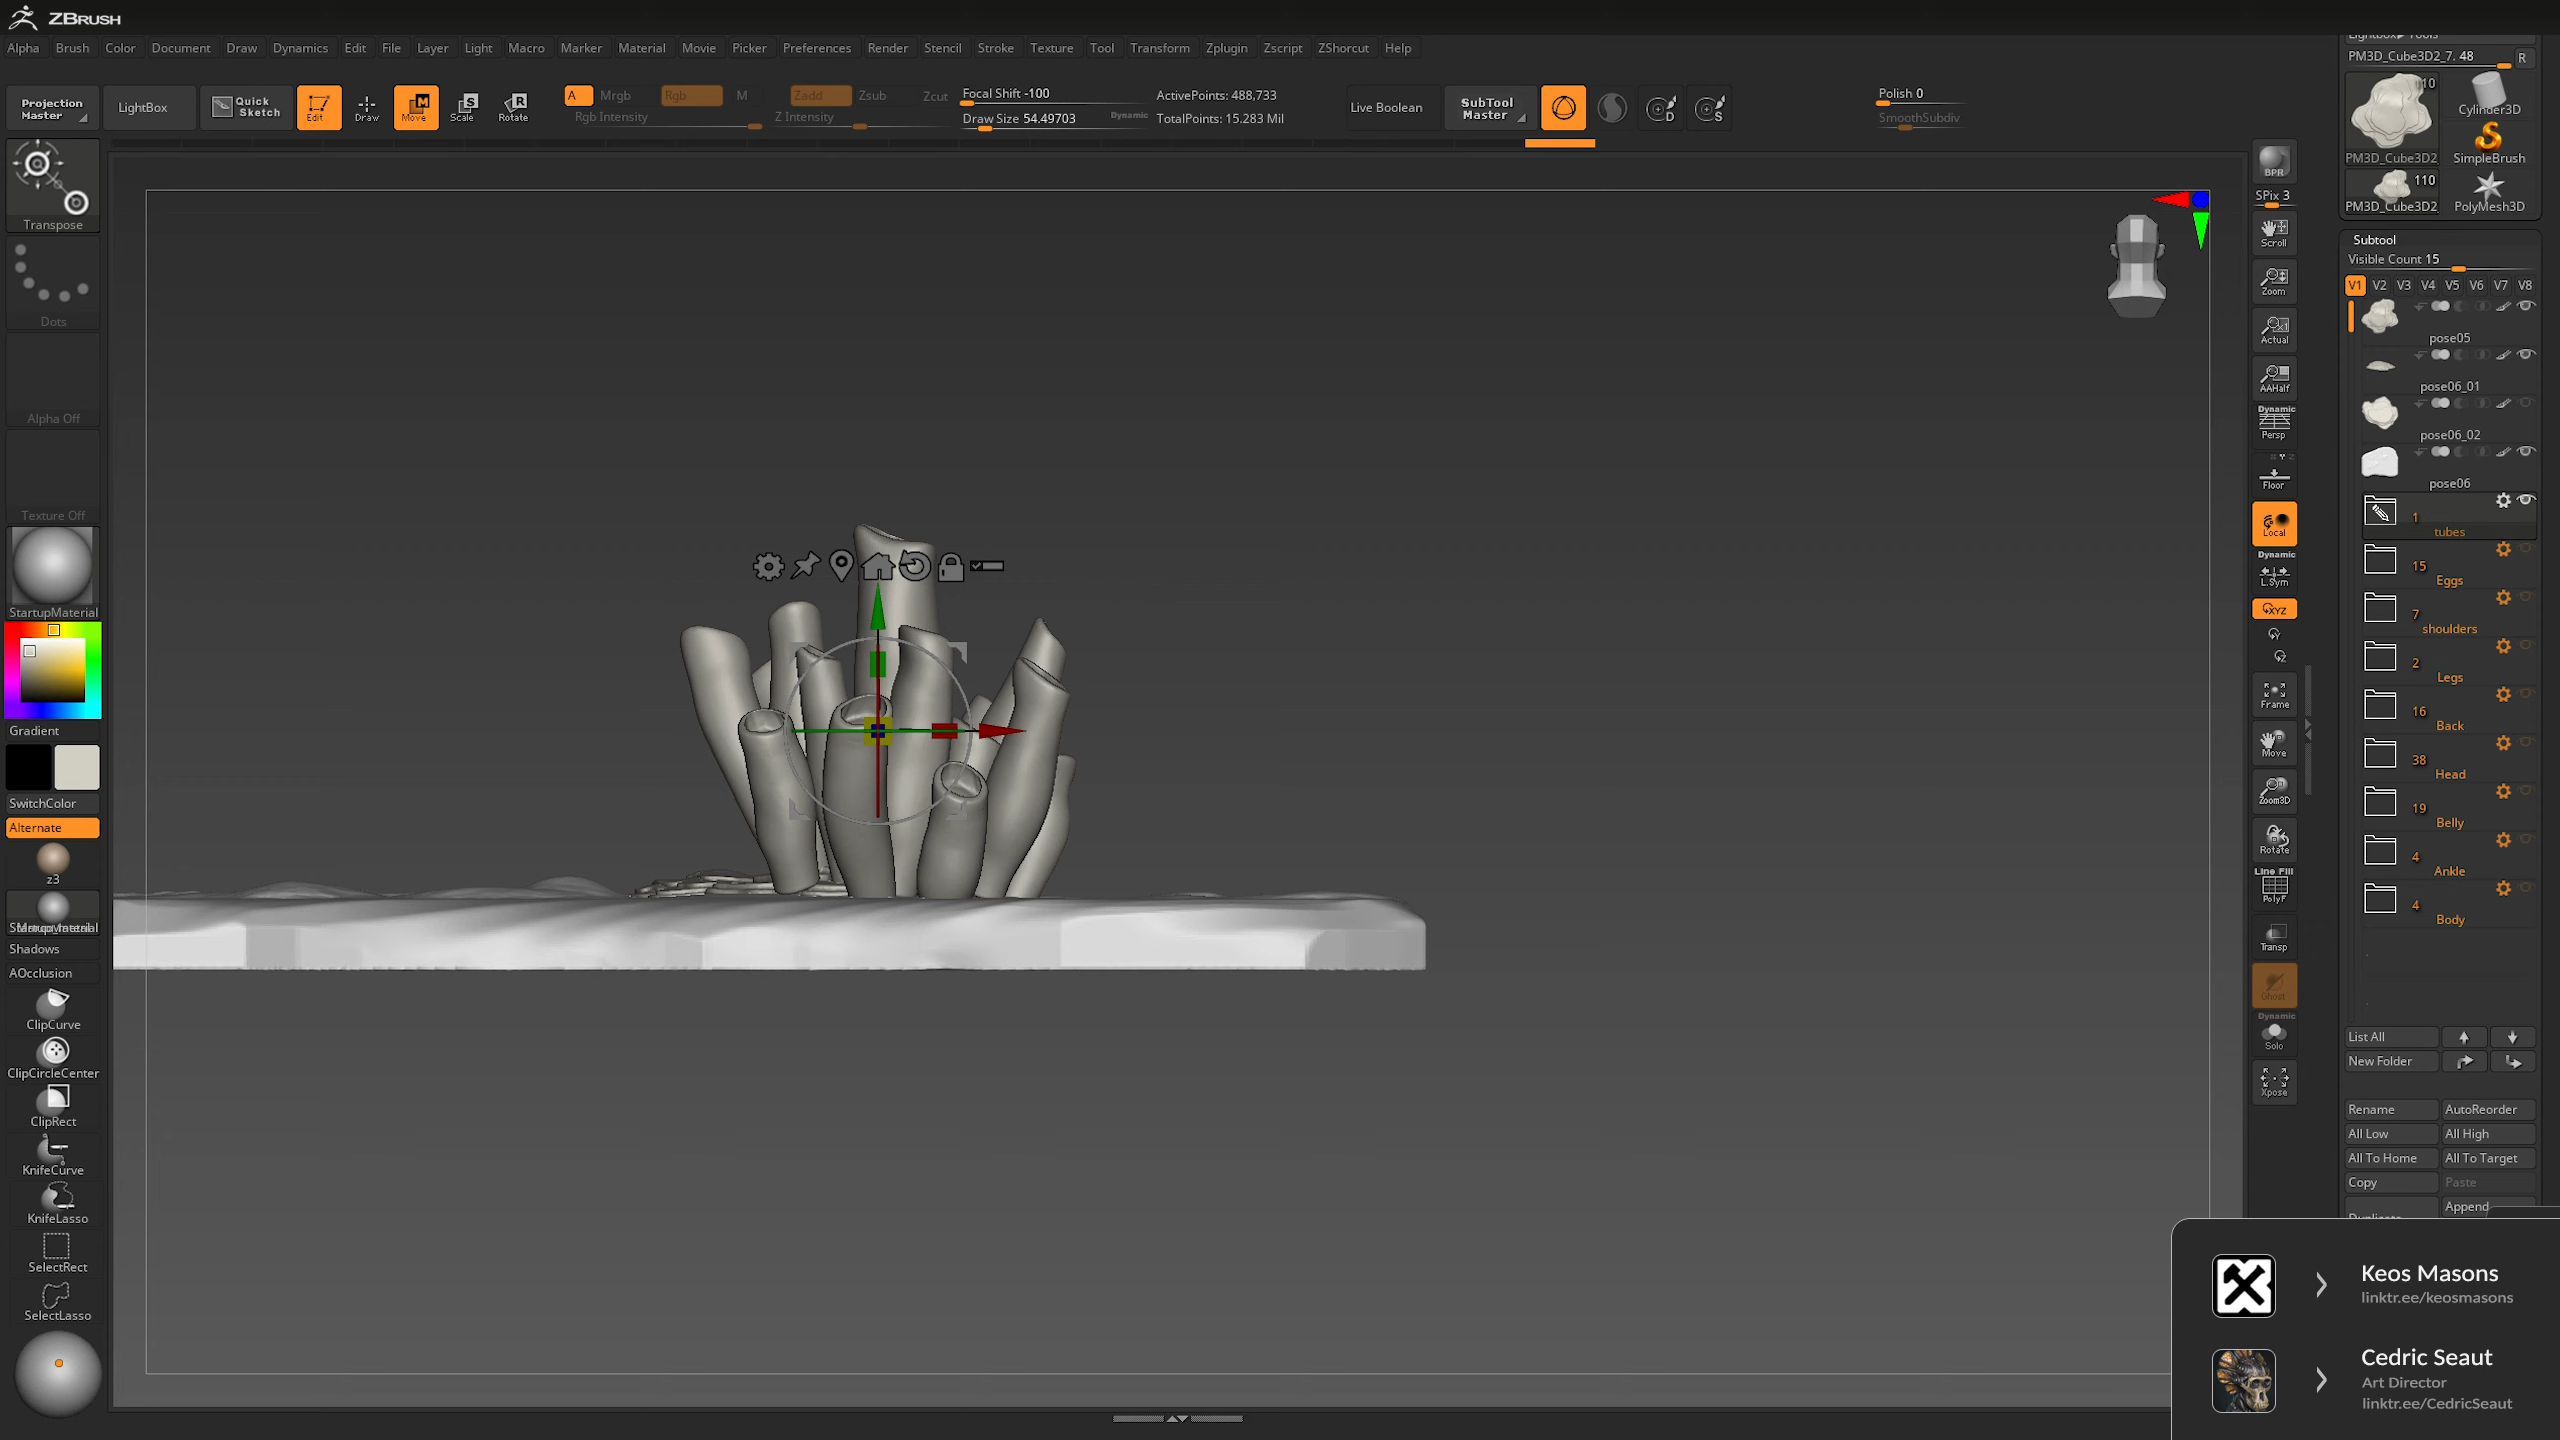 ZBRUSH
Alpha Brush Color Document Draw Dynamics Edit File Layer Light Macro Marker Material Movie Picker Preferences Render Stencil Stroke Texture Tool Transform Zplugin Zscript ZShorcut Help
Projection Master
LightBox
Quick Sketch
Edit
Draw
Move
Scale
Rotate
A Mrgb Rgb M
Rgb Intensity
Zadd Zsub Zcut
Z Intensity
Focal Shift -100
Draw Size 54.49703
Dynamic
ActivePoints: 488,733
TotalPoints: 15.283 Mil
Live Boolean
SubTool Master
D
S
Polish 0
SmoothSubdiv
Transpose
Dots
Alpha Off
Texture Off
StartupMaterial
Gradient
SwitchColor
Alternate
z3
Shadows
AOcclusion
ClipCurve
ClipCircleCenter
ClipRect
KnifeCurve
KnifeLasso
SelectRect
SelectLasso
BPR
SPix 3
Scroll
Zoom
Actual
AAHalf
Dynamic
Persp
Floor
Local
Dynamic
L.Sym
XYZ
Y
Z
Frame
Move
Zoom3D
Rotate
Line Fill
PolyF
Transp
Ghost
Dynamic
Solo
Xpose
Lightbox▶Tools
PM3D_Cube3D2_7. 48 R
110
PM3D_Cube3D2
Cylinder3D
SimpleBrush
110
PM3D_Cube3D2
PolyMesh3D
Subtool
Visible Count 15
V1 V2 V3 V4 V5 V6 V7 V8
pose05
pose06_01
pose06_02
pose06
1
tubes
15
Eggs
7
shoulders
2
Legs
16
Back
38
Head
19
Belly
4
Ankle
4
Body
List All
New Folder
Rename AutoReorder
All Low All High
All To Home All To Target
Copy Paste
Duplicate Append
Keos Masons
linktr.ee/keosmasons
Cedric Seaut
Art Director
linktr.ee/CedricSeaut